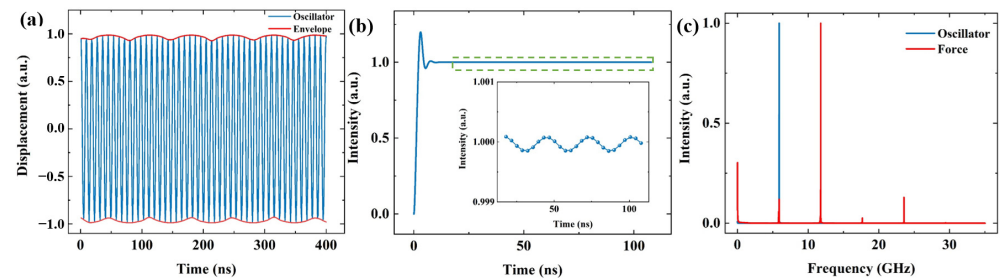 (a)
Oscillator
Envelope
1.0
0.5
0.0
−0.5
−1.0
Displacement (a.u.)
0 100 200 300 400
Time (ns)
(b)
1.0
0.5
0.0
Intensity (a.u.)
1.001
1.000
0.999
Intensity (a.u.)
50 100
Time (ns)
0 50 100
Time (ns)
(c)
Oscillator
Force
1.0
0.5
0.0
Intensity (a.u.)
0 10 20 30
Frequency (GHz)